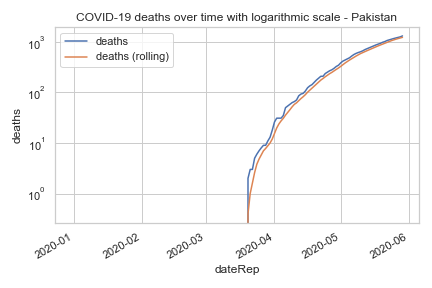 COVID-19 deaths over time with logarithmic scale - Pakistan
deaths
deaths (rolling)
10³
10²
10¹
10⁰
deaths
2020-01
2020-02
2020-03
2020-04
2020-05
2020-06
dateRep